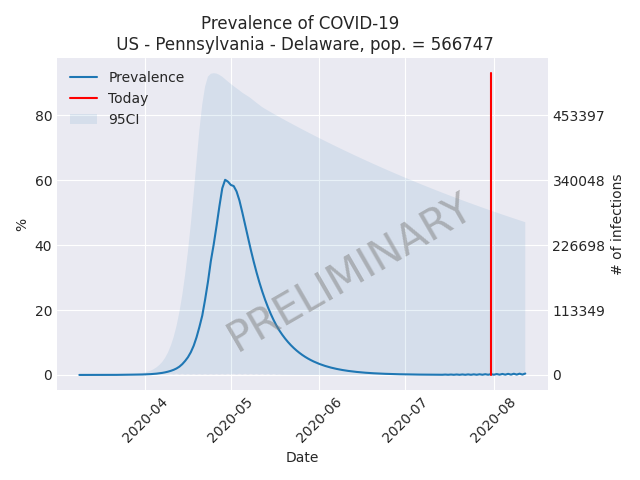 Prevalence of COVID-19
US - Pennsylvania - Delaware, pop. = 566747
Prevalence
Today
95CI
80
60
40
20
0
%
453397
340048
226698
113349
0
# of infections
PRELIMINARY
2020-04
2020-05
2020-06
2020-07
2020-08
Date